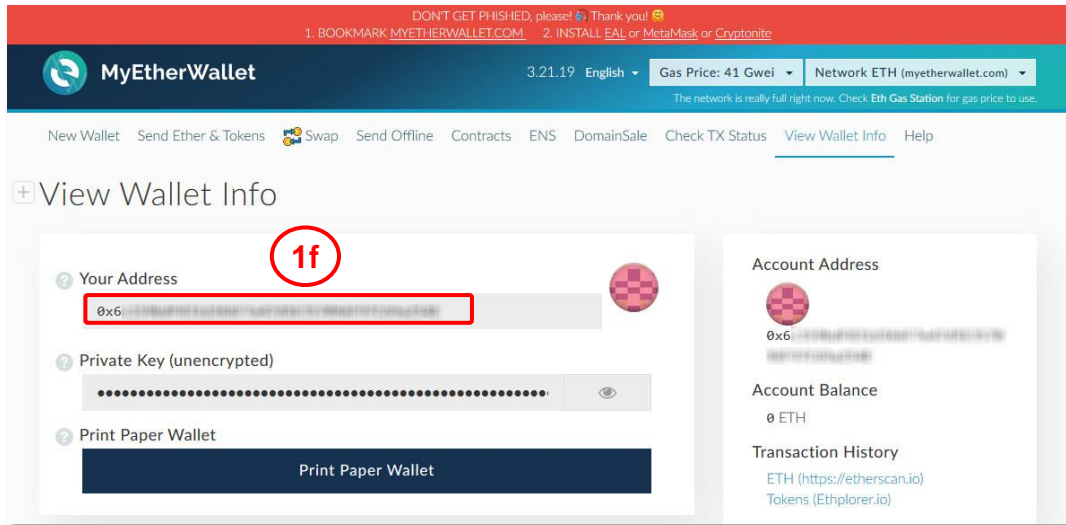 DON'T GET PHISHED, please! Thank you!
1. BOOKMARK MYETHERWALLET.COM 2. INSTALL EAL or MetaMask or Cryptonite
MyEtherWallet
3.21.19 English Gas Price: 41 Gwei Network ETH (myetherwallet.com)
The network is really full right now. Check Eth Gas Station for gas price to use.
New Wallet Send Ether & Tokens Swap Send Offline Contracts ENS DomainSale Check TX Status View Wallet Info Help
+ View Wallet Info
1f
? Your Address
0x6
? Private Key (unencrypted)
? Print Paper Wallet
Print Paper Wallet
Account Address
0x6
Account Balance
0 ETH
Transaction History
ETH (https://etherscan.io)
Tokens (Ethplorer.io)